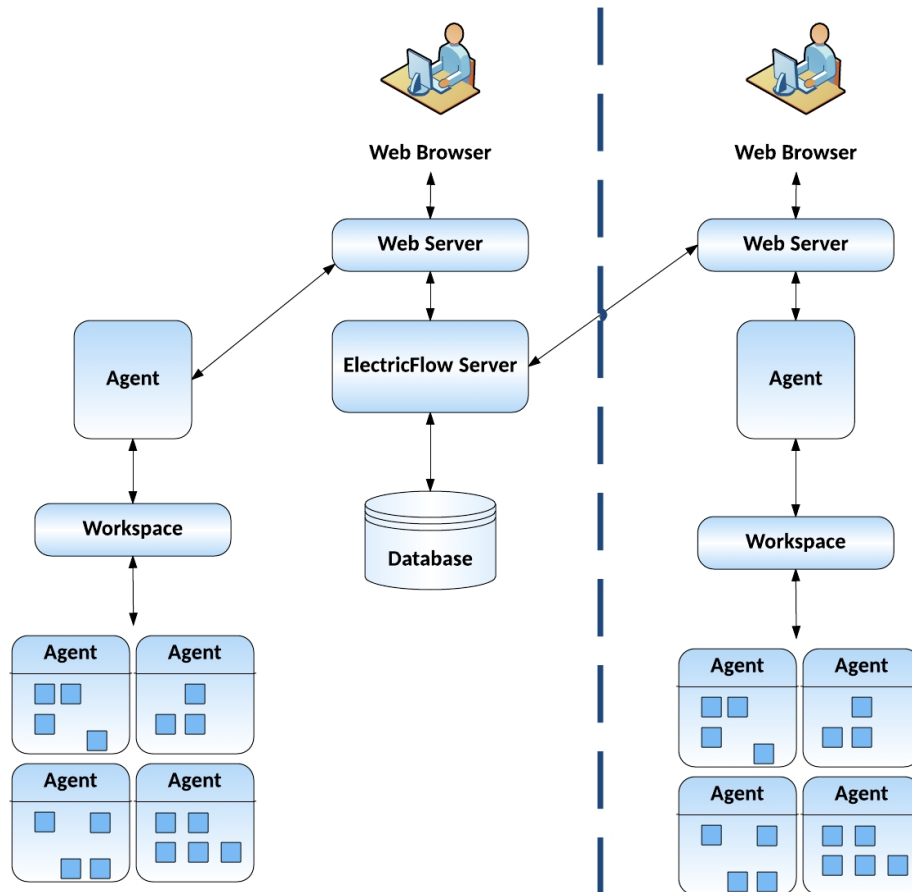 Web Browser
Web Browser
Web Server
Web Server
Agent
ElectricFlow Server
Agent
Workspace
Database
Workspace
Agent
Agent
Agent
Agent
Agent
Agent
Agent
Agent